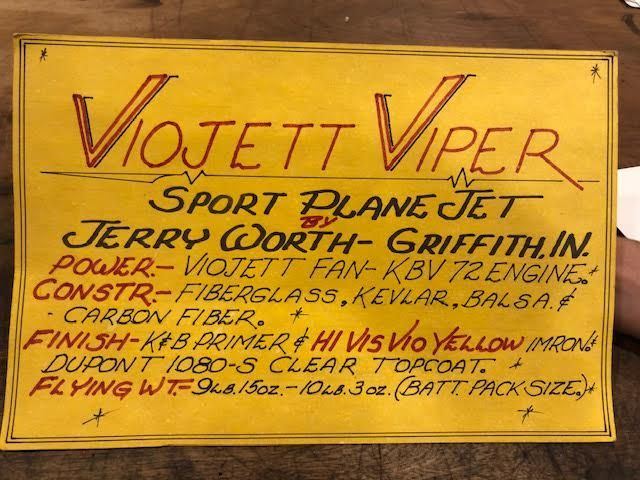 VIOJETT VIPER
SPORT PLANE JET
BY
JERRY WORTH- GRIFFITH, IN.
POWER.- VIOJETT FAN- KBV 72 ENGINE.*
CONSTR.- FIBERGLASS, KEVLAR, BALSA &
CARBON FIBER. *
FINISH- K&B PRIMER & HI VIS VIO YELLOW IMRON. &
DUPONT 1080-S CLEAR TOPCOAT. *
FLYING WT.- 9LB. 15OZ. - 10LB. 3OZ. (BATT. PACK SIZE.)*